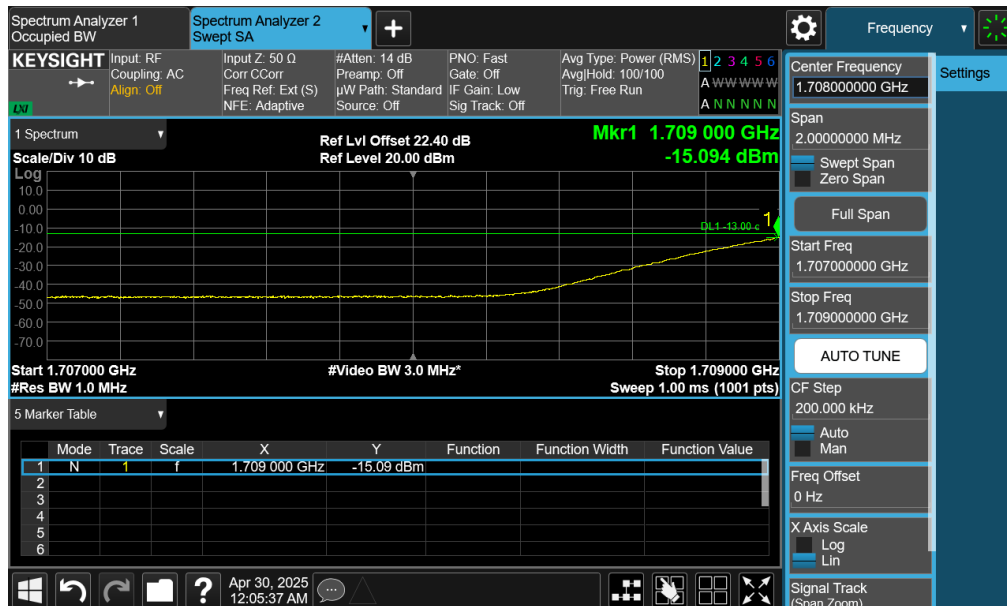 Spectrum Analyzer 1
Occupied BW
Spectrum Analyzer 2
Swept SA
▼
+
Frequency
▼
KEYSIGHT
LXI
Input: RF
Coupling: AC
Align: Off
Input Z: 50 Ω
Corr CCorr
Freq Ref: Ext (S)
NFE: Adaptive
#Atten: 14 dB
Preamp: Off
µW Path: Standard
Source: Off
PNO: Fast
Gate: Off
IF Gain: Low
Sig Track: Off
Avg Type: Power (RMS)
Avg|Hold: 100/100
Trig: Free Run
1 2 3 4 5 6
A W W W W W
A N N N N N
1 Spectrum
▼
Scale/Div 10 dB
Ref Lvl Offset 22.40 dB
Ref Level 20.00 dBm
Mkr1 1.709 000 GHz
-15.094 dBm
Log
10.0
0.00
-10.0
-20.0
-30.0
-40.0
-50.0
-60.0
-70.0
1
DL1 -13.00 c
Start 1.707000 GHz
#Res BW 1.0 MHz
#Video BW 3.0 MHz*
Stop 1.709000 GHz
Sweep 1.00 ms (1001 pts)
5 Marker Table
▼
Mode Trace Scale X Y Function Function Width Function Value
1 N 1 f 1.709 000 GHz -15.09 dBm
2
3
4
5
6
Center Frequency
1.708000000 GHz
Span
2.00000000 MHz
Swept Span
Zero Span
Full Span
Start Freq
1.707000000 GHz
Stop Freq
1.709000000 GHz
AUTO TUNE
CF Step
200.000 kHz
Auto
Man
Freq Offset
0 Hz
X Axis Scale
Log
Lin
Signal Track
(Span Zoom)
Settings
?
Apr 30, 2025
12:05:37 AM